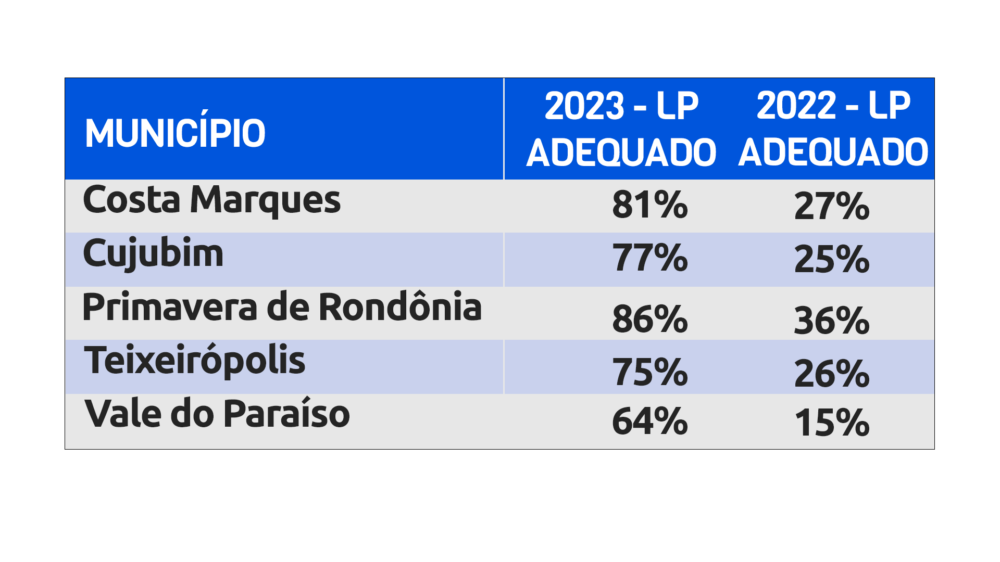 MUNICÍPIO
2023 - LP
ADEQUADO
2022 - LP
ADEQUADO
Costa Marques 81% 27%
Cujubim 77% 25%
Primavera de Rondônia 86% 36%
Teixeirópolis 75% 26%
Vale do Paraíso 64% 15%